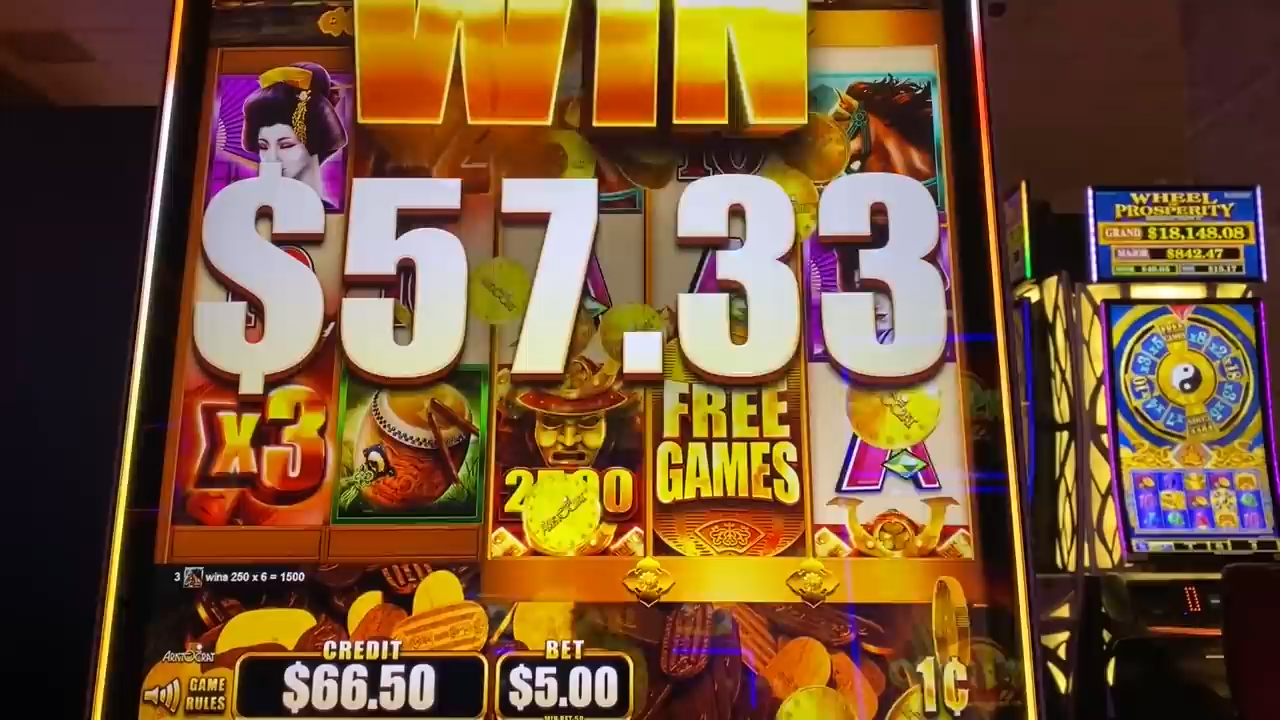 WIN
$57.33
x3
FREE
GAMES
A
3 wins 250 x 6 = 1500
ARISTOCRAT
GAME
RULES
CREDIT
$66.50
BET
$5.00
1¢
WHEEL
PROSPERITY
GRAND $18,148.08
MAJOR $842.47